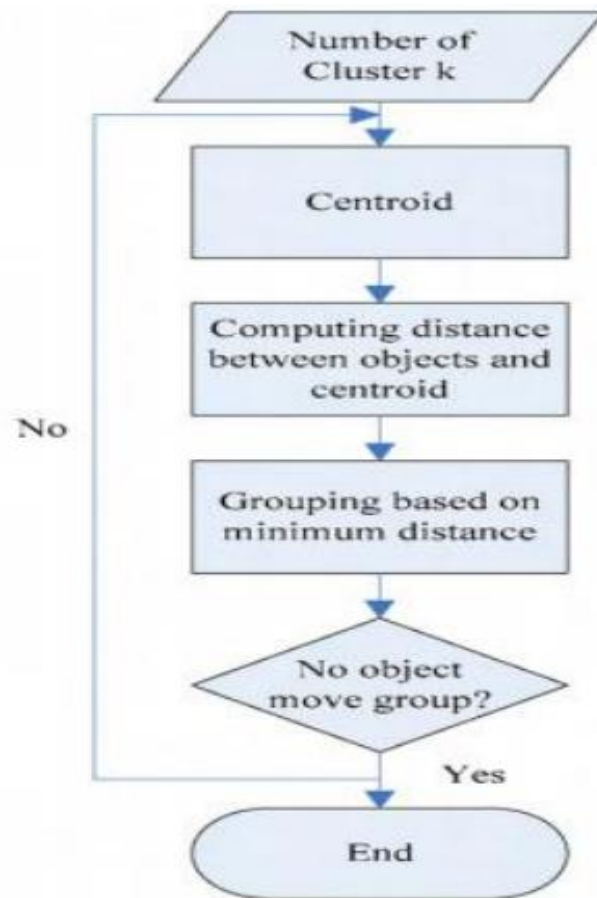 Number of
Cluster k
Centroid
Computing distance
between objects and
centroid
No
Grouping based on
minimum distance
No object
move group?
Yes
End